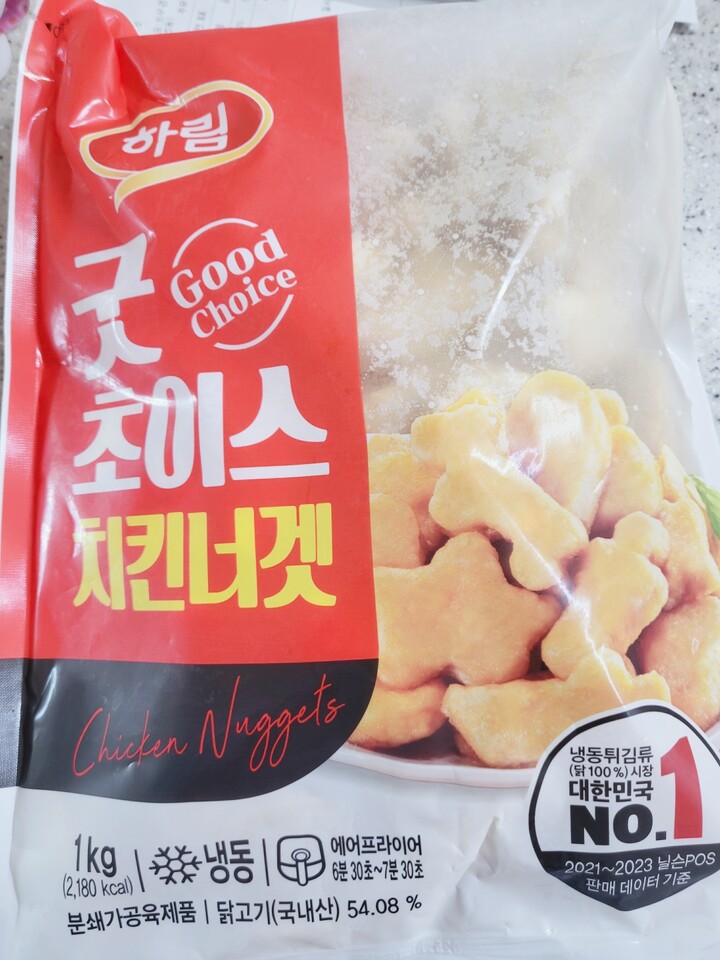 하림
Good
Choice
굿
초이스
치킨너겟
Chicken Nuggets
냉동튀김류
(닭 100%) 시장
대한민국
NO.1
2021~2023 닐슨POS
판매 데이터 기준
1kg
(2,180 kcal)
냉동
에어프라이어
6분 30초~7분 30초
분쇄가공육제품 | 닭고기(국내산) 54.08 %